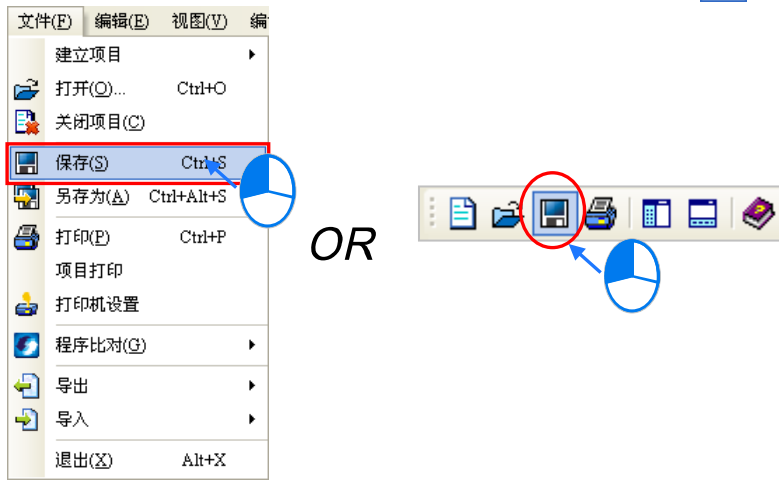 文件(F) 编辑(E) 视图(V) 编
建立项目
打开(O)... Ctrl+O
关闭项目(C)
保存(S) Ctrl+S
另存为(A) Ctrl+Alt+S
打印(P) Ctrl+P
项目打印
打印机设置
程序比对(G)
导出
导入
退出(X) Alt+X
OR